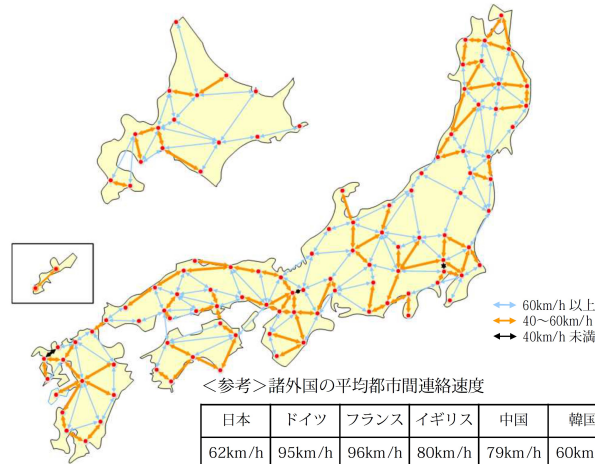 60km/h 以上
40～60km/h
40km/h 未満
＜参考＞諸外国の平均都市間連絡速度
日本 ドイツ フランス イギリス 中国 韓国
62km/h 95km/h 96km/h 80km/h 79km/h 60km